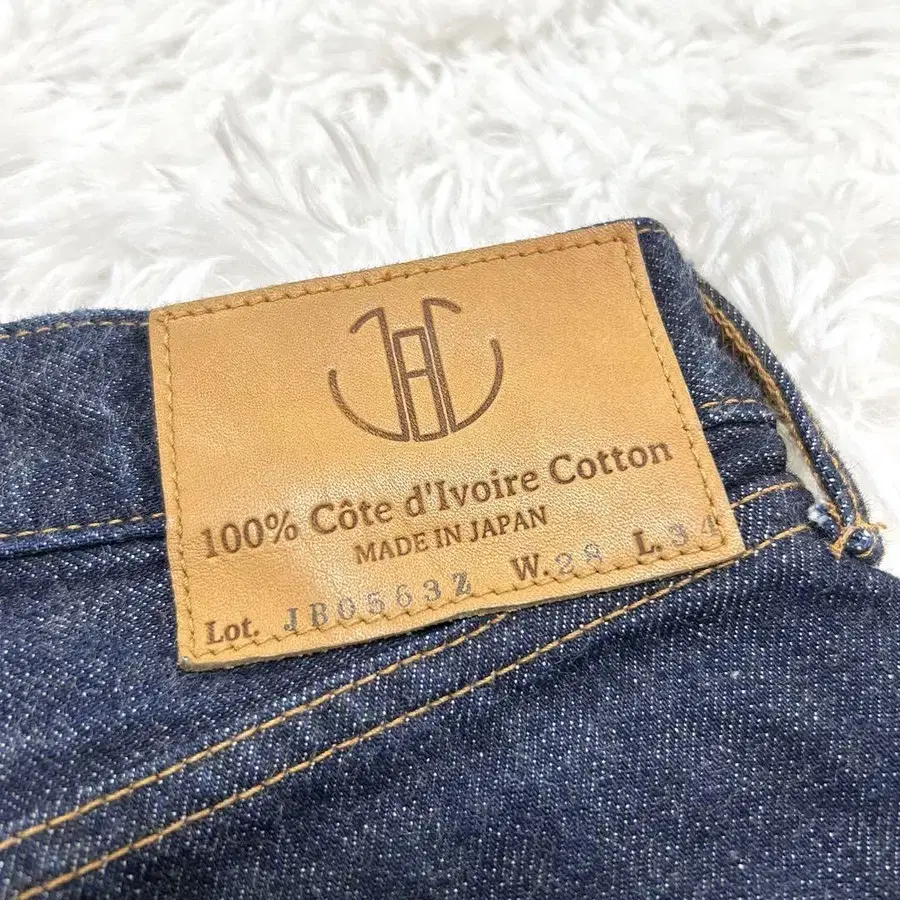 100% Côte d'Ivoire Cotton
MADE IN JAPAN
Lot. JB0563Z W.28 L.34